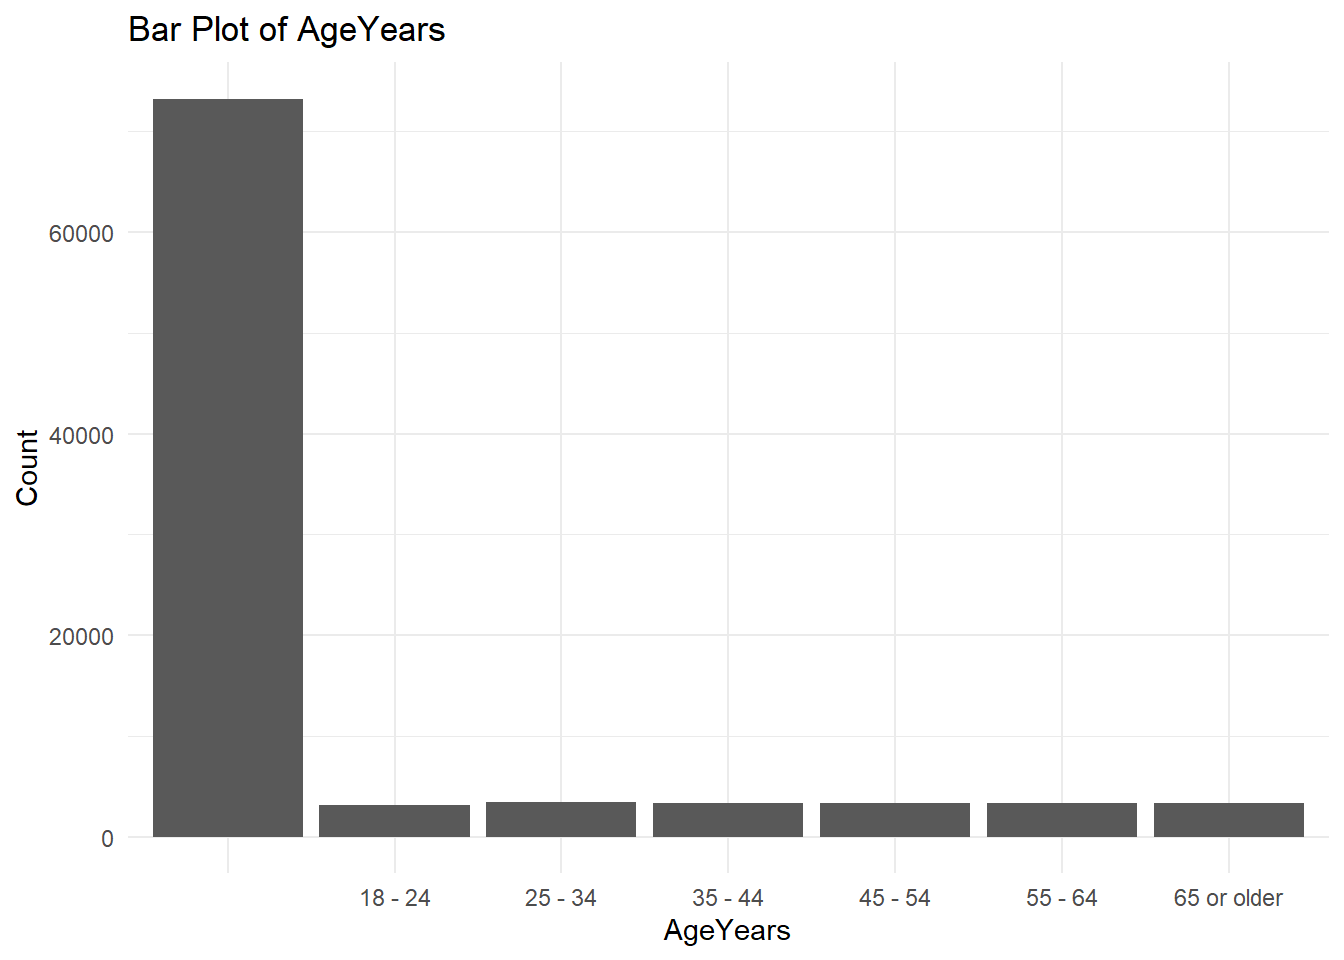 Bar Plot of AgeYears
Count
60000
40000
20000
0
18 - 24
25 - 34
35 - 44
45 - 54
55 - 64
65 or older
AgeYears